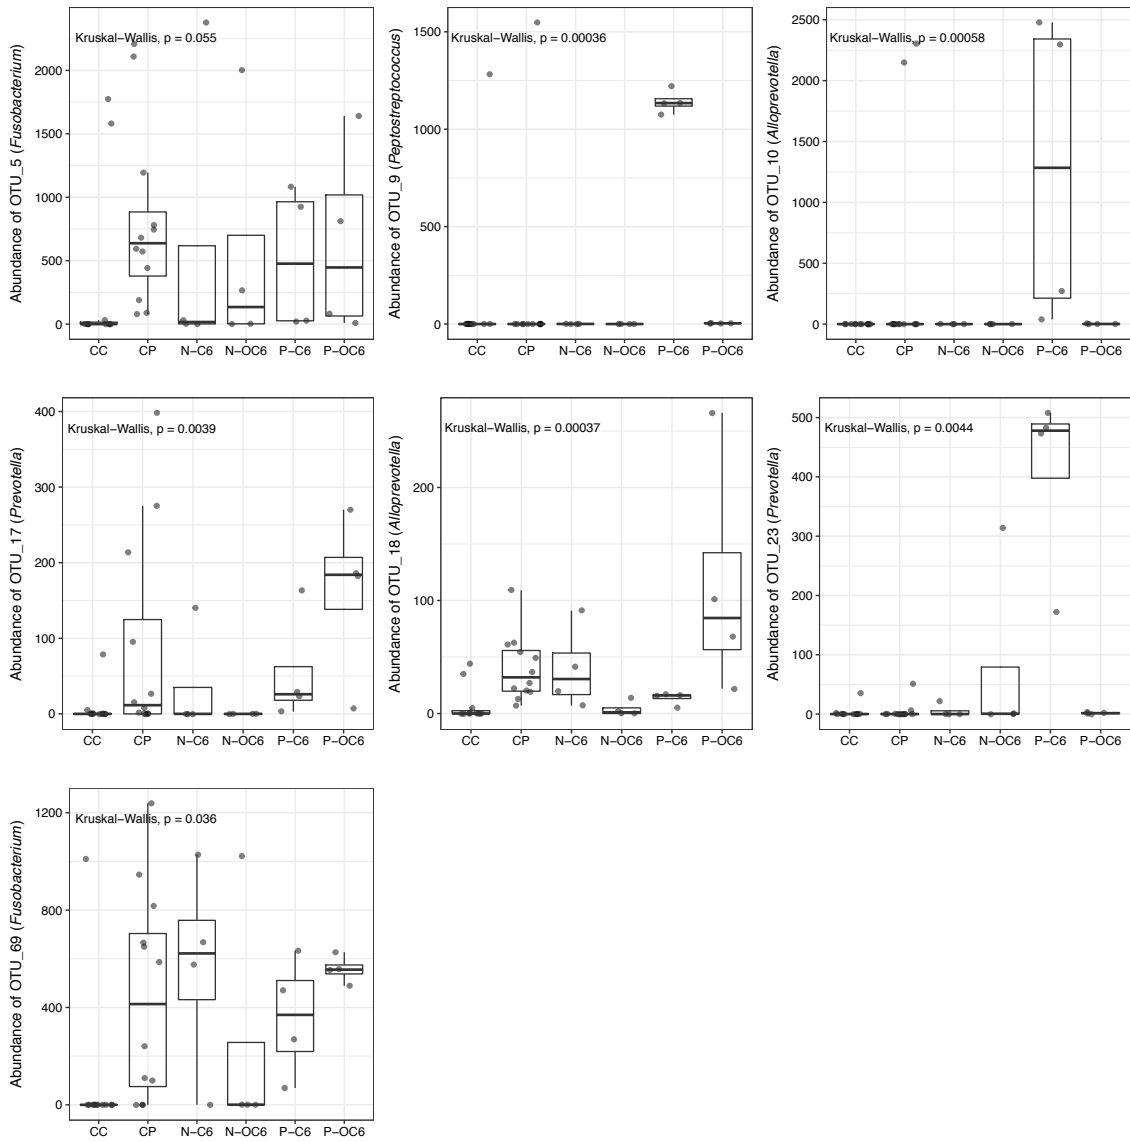 Abundance of OTU_5 (Fusobacterium)
Kruskal−Wallis, p = 0.055
2000
1500
1000
500
0
CC CP N−C6 N−OC6 P−C6 P−OC6
Abundance of OTU_9 (Peptostreptococcus)
Kruskal−Wallis, p = 0.00036
1500
1000
500
0
CC CP N−C6 N−OC6 P−C6 P−OC6
Abundance of OTU_10 (Alloprevotella)
Kruskal−Wallis, p = 0.00058
2500
2000
1500
1000
500
0
CC CP N−C6 N−OC6 P−C6 P−OC6
Abundance of OTU_17 (Prevotella)
Kruskal−Wallis, p = 0.0039
400
300
200
100
0
CC CP N−C6 N−OC6 P−C6 P−OC6
Abundance of OTU_18 (Alloprevotella)
Kruskal−Wallis, p = 0.00037
200
100
0
CC CP N−C6 N−OC6 P−C6 P−OC6
Abundance of OTU_23 (Prevotella)
Kruskal−Wallis, p = 0.0044
500
400
300
200
100
0
CC CP N−C6 N−OC6 P−C6 P−OC6
Abundance of OTU_69 (Fusobacterium)
Kruskal−Wallis, p = 0.036
1200
800
400
0
CC CP N−C6 N−OC6 P−C6 P−OC6